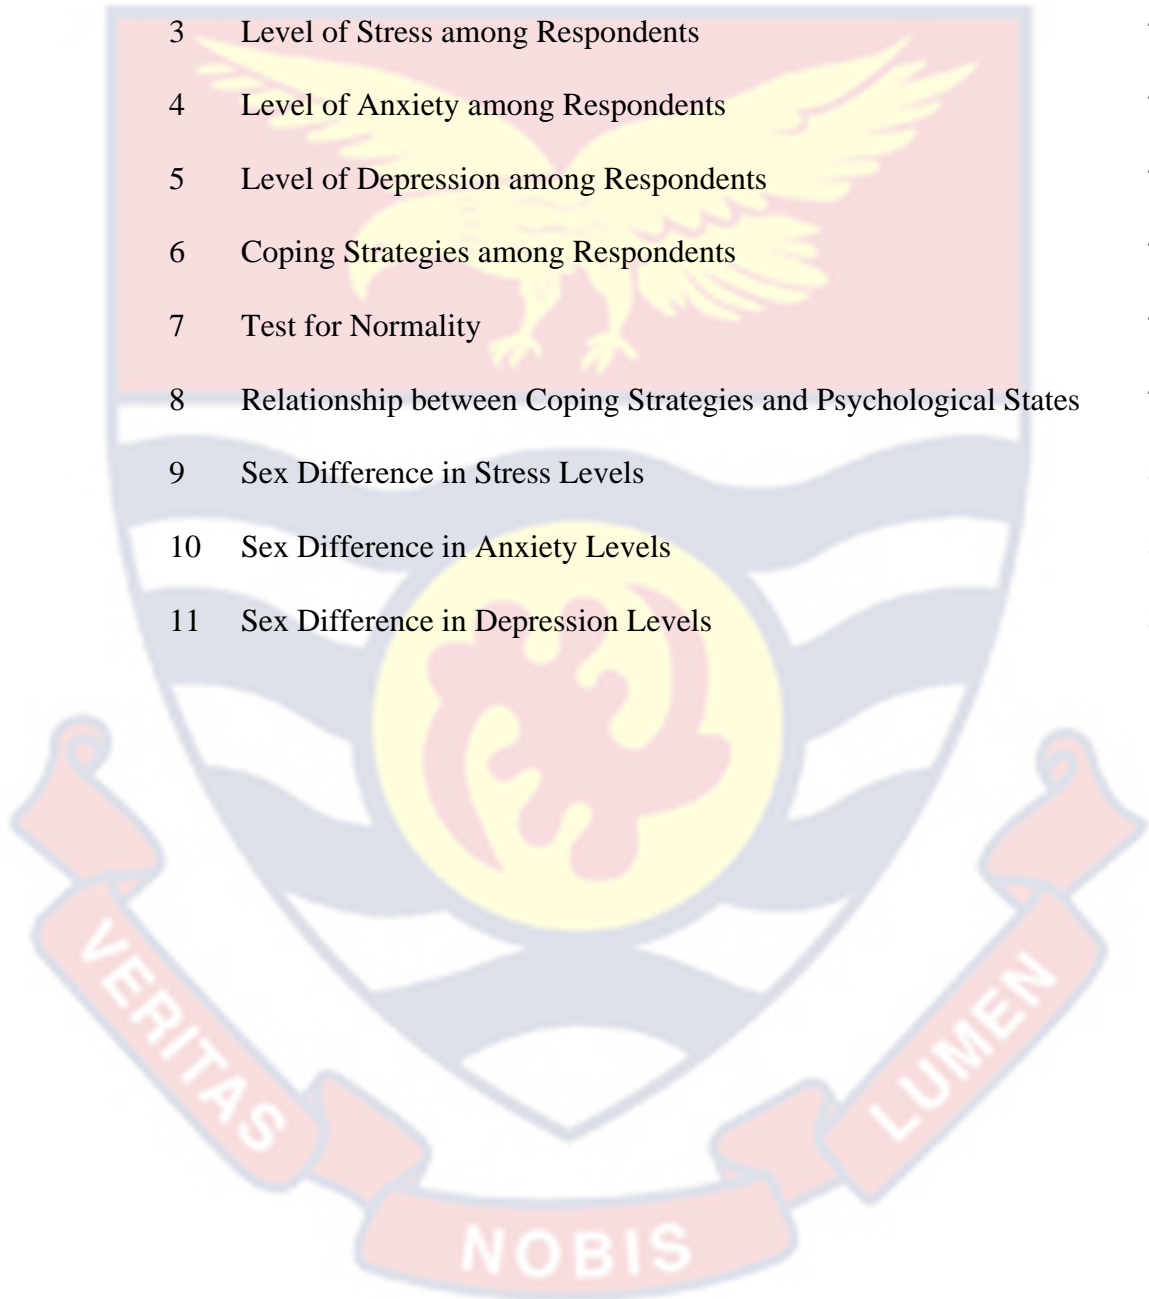 3 Level of Stress among Respondents
4 Level of Anxiety among Respondents
5 Level of Depression among Respondents
6 Coping Strategies among Respondents
7 Test for Normality
8 Relationship between Coping Strategies and Psychological States
9 Sex Difference in Stress Levels
10 Sex Difference in Anxiety Levels
11 Sex Difference in Depression Levels
VERITAS
NOBIS
LUMEN